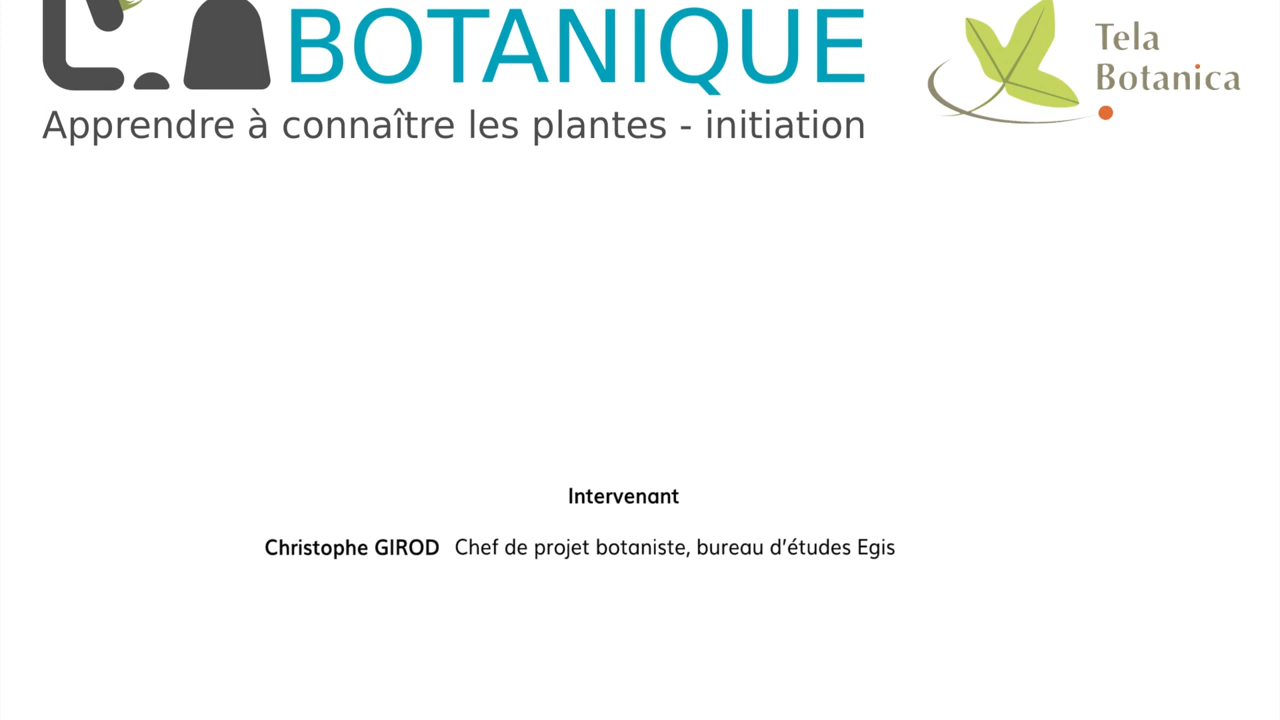 BOTANIQUE
Apprendre à connaître les plantes - initiation
Tela
Botanica
Intervenant
Christophe GIROD Chef de projet botaniste, bureau d'études Egis